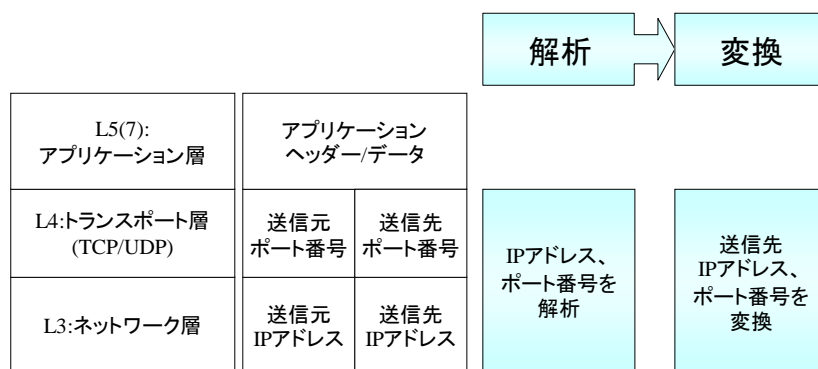 解析
変換
L5(7):
アプリケーション層
アプリケーション
ヘッダー/データ
L4:トランスポート層
(TCP/UDP)
送信元
ポート番号
送信先
ポート番号
L3:ネットワーク層
送信元
IPアドレス
送信先
IPアドレス
IPアドレス、
ポート番号を
解析
送信先
IPアドレス、
ポート番号を
変換